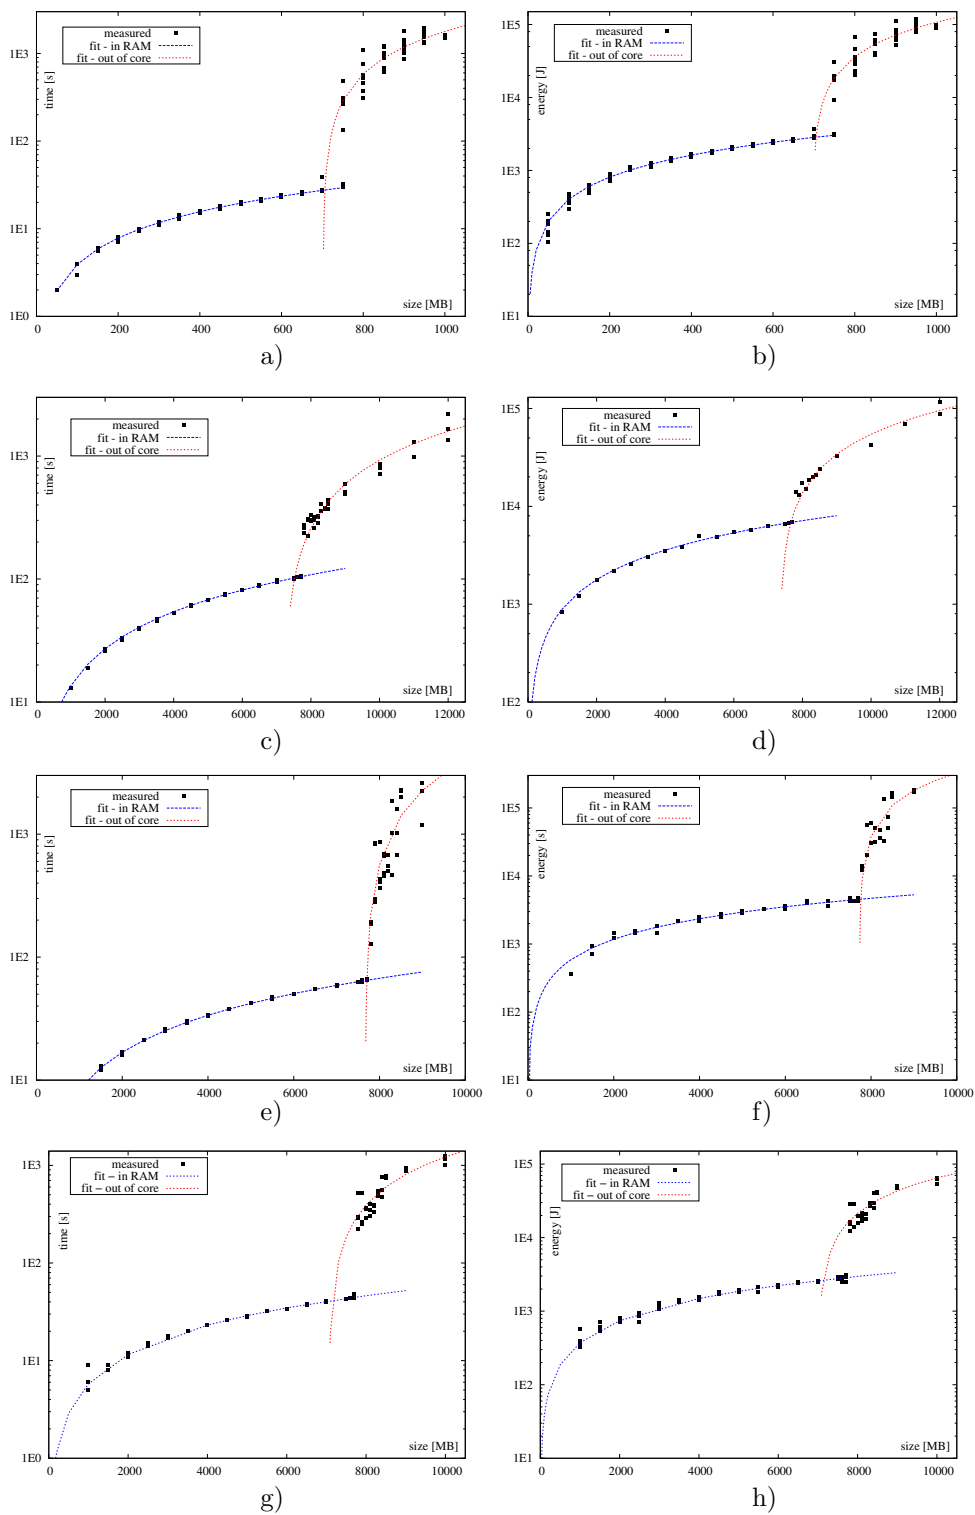 measured
fit - in RAM
fit - out of core
time [s]
1E3
1E2
1E1
1E0
size [MB]
0 200 400 600 800 1000
a)
measured
fit - in RAM
fit - out of core
energy [J]
1E5
1E4
1E3
1E2
1E1
size [MB]
0 200 400 600 800 1000
b)
measured
fit - in RAM
fit - out of core
time [s]
1E3
1E2
1E1
size [MB]
0 2000 4000 6000 8000 10000 12000
c)
measured
fit - in RAM
fit - out of core
energy [J]
1E5
1E4
1E3
1E2
size [MB]
0 2000 4000 6000 8000 10000 12000
d)
measured
fit - in RAM
fit - out of core
time [s]
1E3
1E2
1E1
size [MB]
0 2000 4000 6000 8000 10000
e)
measured
fit - in RAM
fit - out of core
energy [s]
1E5
1E4
1E3
1E2
1E1
size [MB]
0 2000 4000 6000 8000 10000
f)
measured
fit – in RAM
fit – out of core
time [s]
1E3
1E2
1E1
1E0
size [MB]
0 2000 4000 6000 8000 10000
g)
measured
fit – in RAM
fit – out of core
energy [J]
1E5
1E4
1E3
1E2
1E1
size [MB]
0 2000 4000 6000 8000 10000
h)